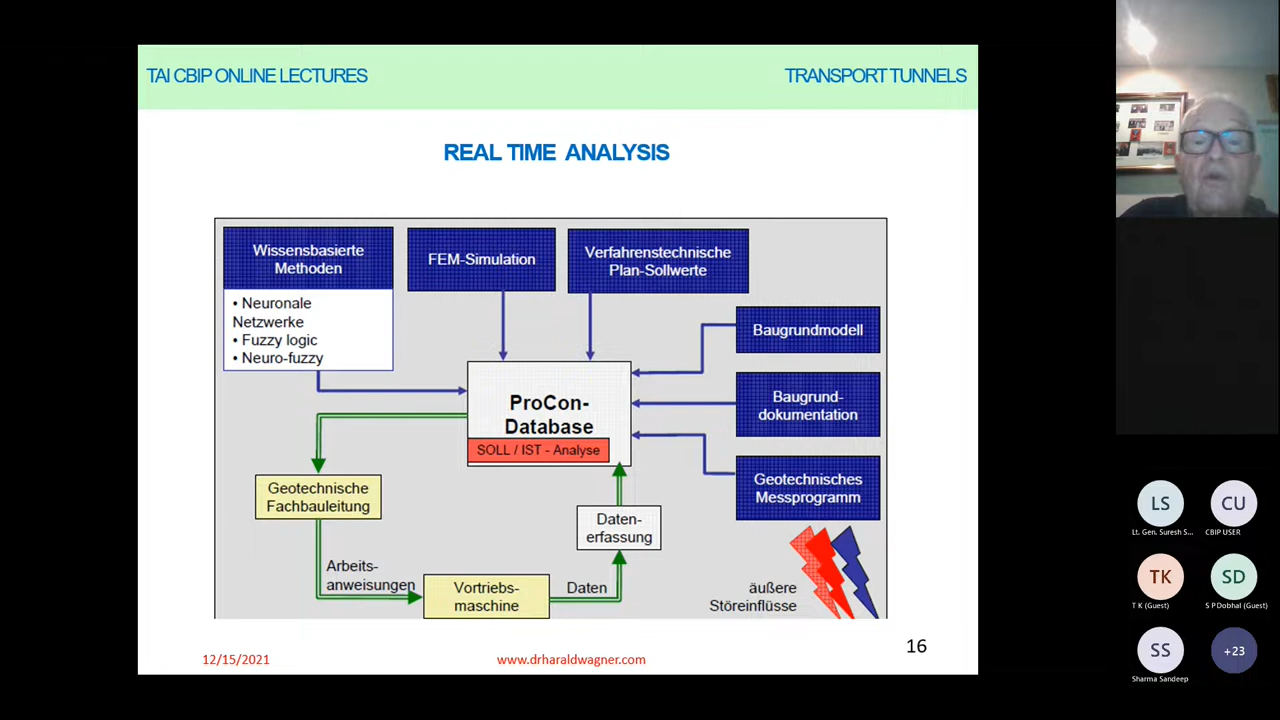 TAI CBIP ONLINE LECTURES
TRANSPORT TUNNELS
REAL TIME ANALYSIS
Wissensbasierte
Methoden
• Neuronale
Netzwerke
• Fuzzy logic
• Neuro-fuzzy
FEM-Simulation
Verfahrenstechnische
Plan-Sollwerte
Baugrundmodell
Baugrund-
dokumentation
Geotechnisches
Messprogramm
ProCon-
Database
SOLL / IST - Analyse
Geotechnische
Fachbauleitung
Daten-
erfassung
Arbeits-
anweisungen
Vortriebs-
maschine
Daten
äußere
Störeinflüsse
16
12/15/2021
www.drharaldwagner.com
LS
Lt. Gen. Suresh S...
CU
CBIP USER
TK
T K (Guest)
SD
S P Dobhal (Guest)
SS
Sharma Sandeep
+23